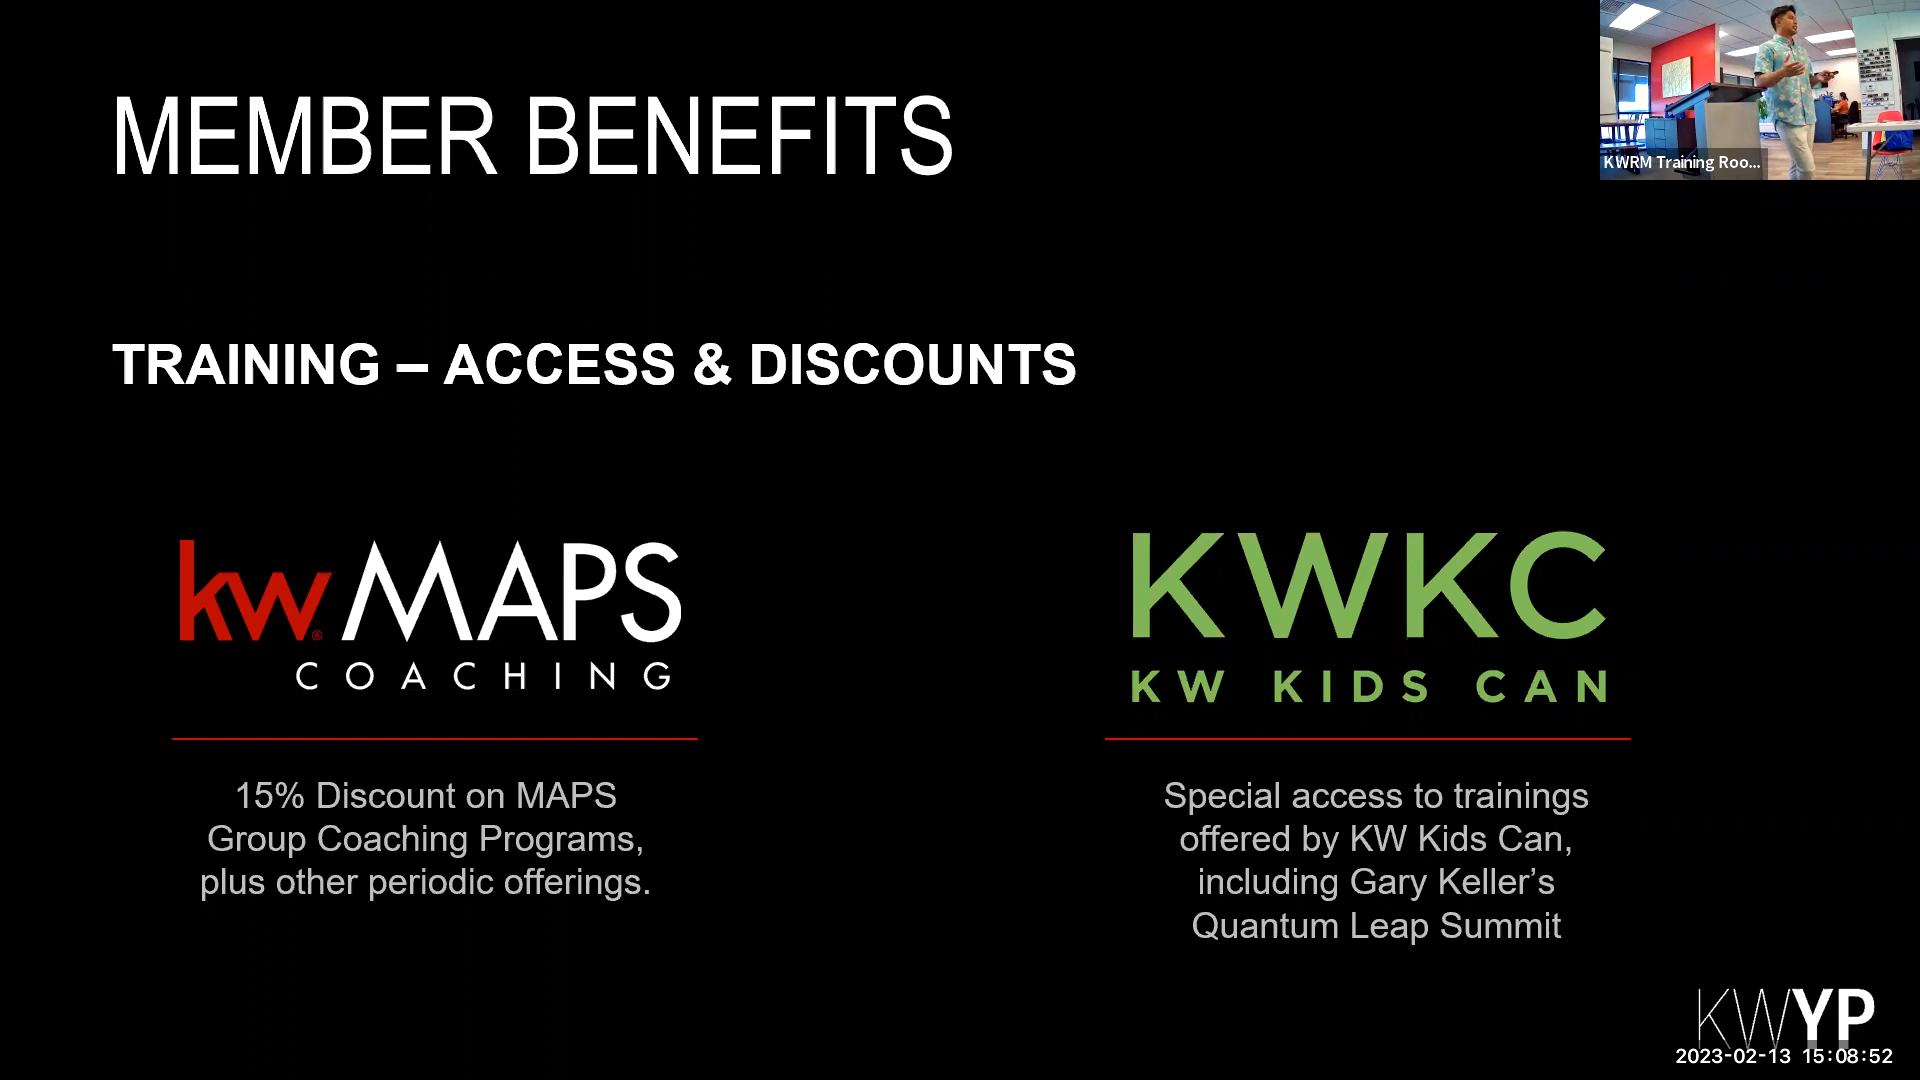 MEMBER BENEFITS
KWRM Training Roo...
TRAINING – ACCESS & DISCOUNTS
kw® MAPS
COACHING
15% Discount on MAPS
Group Coaching Programs,
plus other periodic offerings.
KWKC
KW KIDS CAN
Special access to trainings
offered by KW Kids Can,
including Gary Keller’s
Quantum Leap Summit
KWYP
2023-02-13 15:08:52